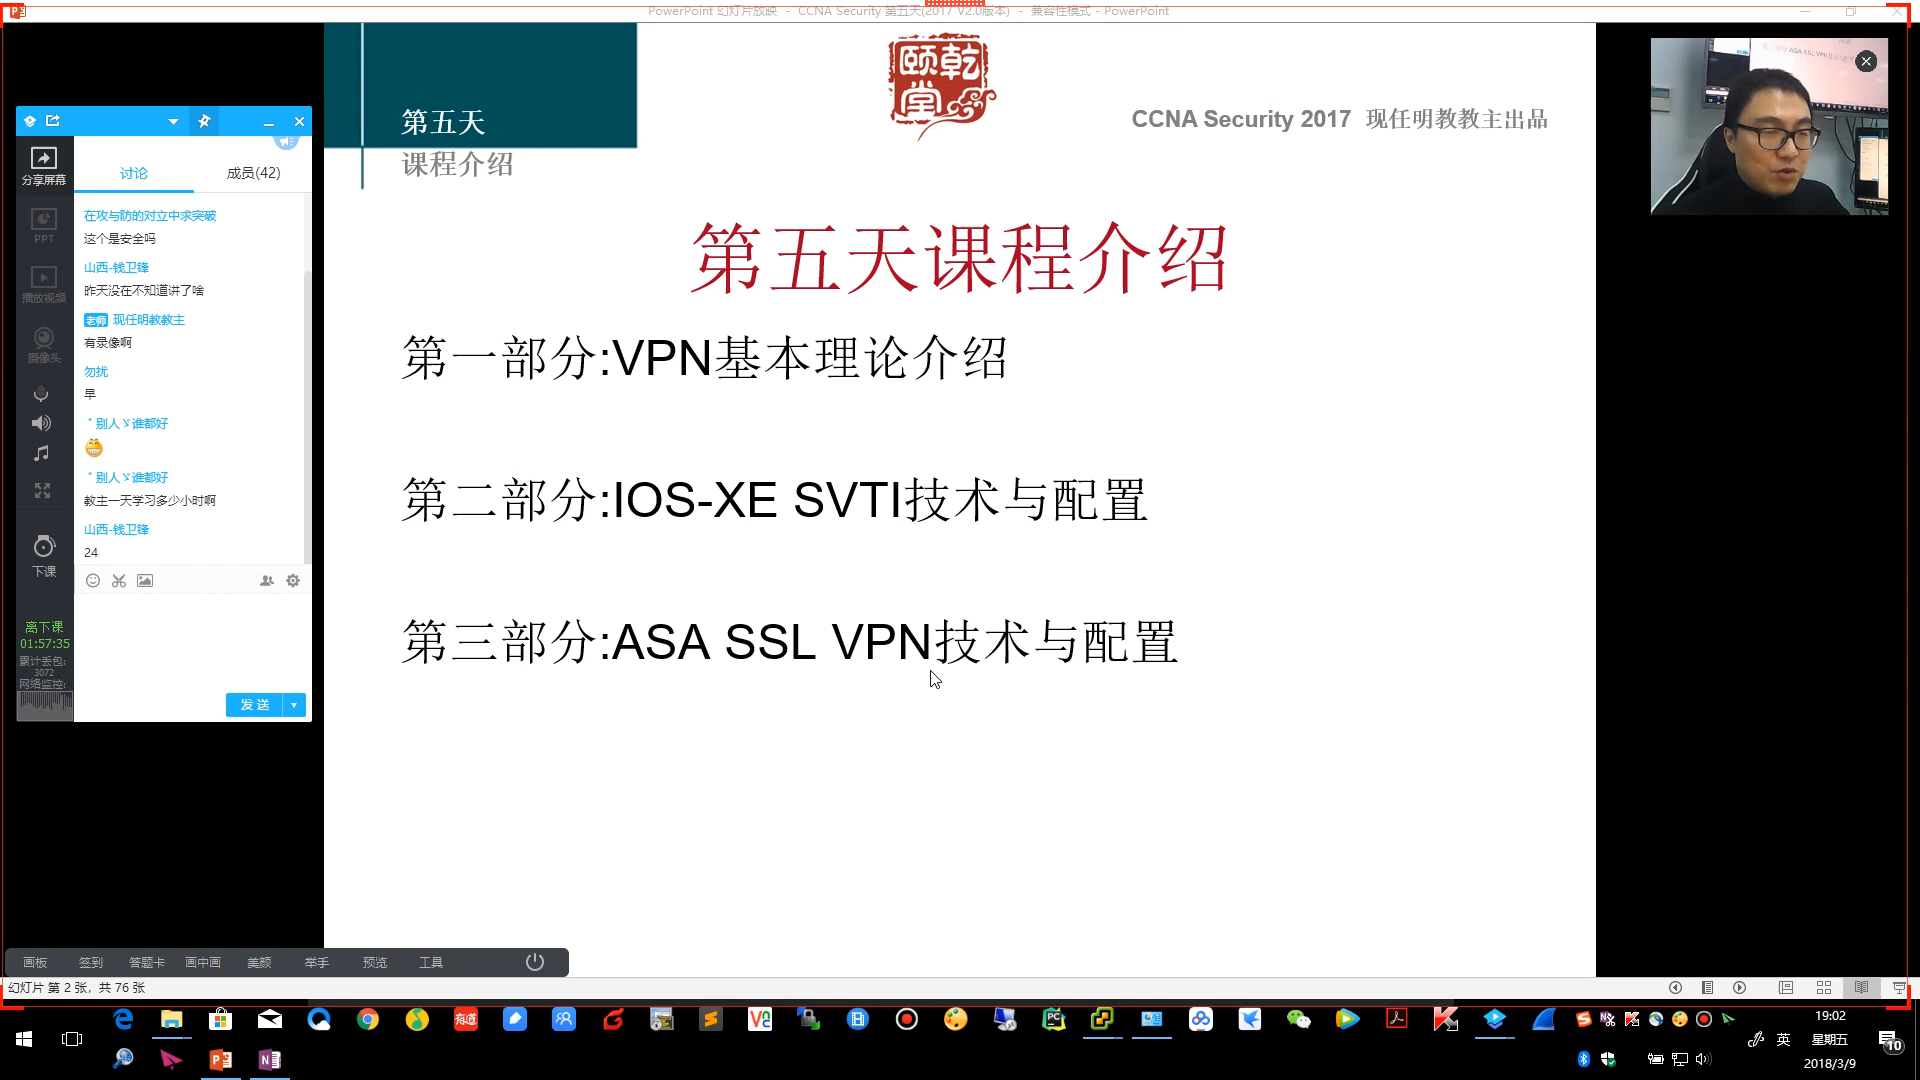 PowerPoint 幻灯片放映 - CCNA Security 第五天(2017 V2.0版本) - 兼容性模式 - PowerPoint
第五天
课程介绍
颐乾堂
CCNA Security 2017 现任明教教主出品
第五天课程介绍
第一部分:VPN基本理论介绍
第二部分:IOS-XE SVTI技术与配置
第三部分:ASA SSL VPN技术与配置
分享屏幕
PPT
播放视频
摄像头
下课
离下课
01:57:35
累计丢包:
3072
网络监控:
讨论
成员(42)
在攻与防的对立中求突破
这个是安全吗
山西-钱卫锋
昨天没在不知道讲了啥
老师 现任明教教主
有录像啊
勿扰
早
别人ゞ谁都好
别人ゞ谁都好
教主一天学习多少小时啊
山西-钱卫锋
24
发送
画板 签到 答题卡 画中画 美颜 举手 预览 工具
幻灯片 第 2 张，共 76 张
有道
19:02
英
星期五
2018/3/9
10